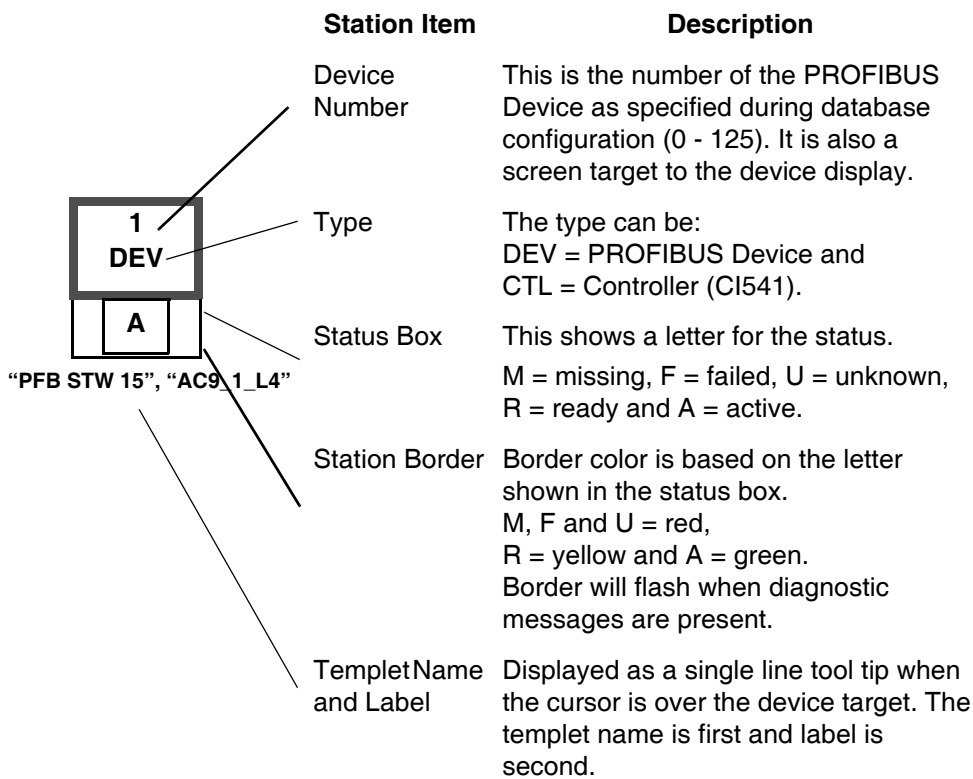 Station Item Description
Device Number
This is the number of the PROFIBUS
Device as specified during database
configuration (0 - 125). It is also a
screen target to the device display.
1
DEV
A
“PFB STW 15”, “AC9_1_L4”
Type
The type can be:
DEV = PROFIBUS Device and
CTL = Controller (CI541).
Status Box
This shows a letter for the status.
M = missing, F = failed, U = unknown,
R = ready and A = active.
Station Border
Border color is based on the letter
shown in the status box.
M, F and U = red,
R = yellow and A = green.
Border will flash when diagnostic
messages are present.
Templet Name
and Label
Displayed as a single line tool tip when
the cursor is over the device target. The
templet name is first and label is
second.